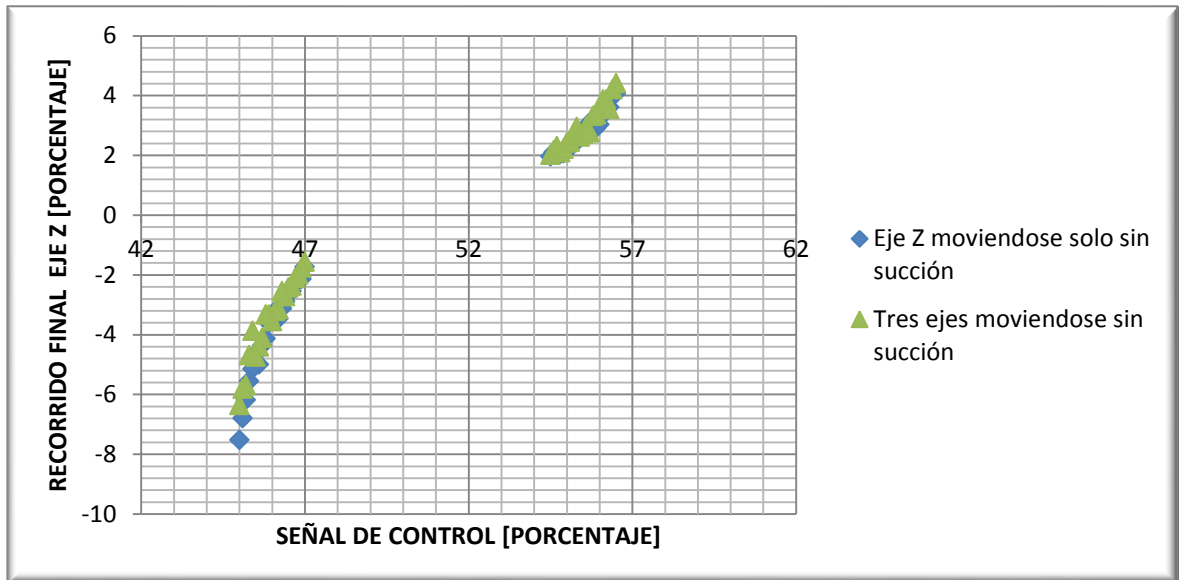 RECORRIDO FINAL EJE Z [PORCENTAJE]
6
4
2
0
42 47 52 57 62
-2
-4
-6
-8
-10
SEÑAL DE CONTROL [PORCENTAJE]
Eje Z moviendose solo sin
succión
Tres ejes moviendose sin
succión